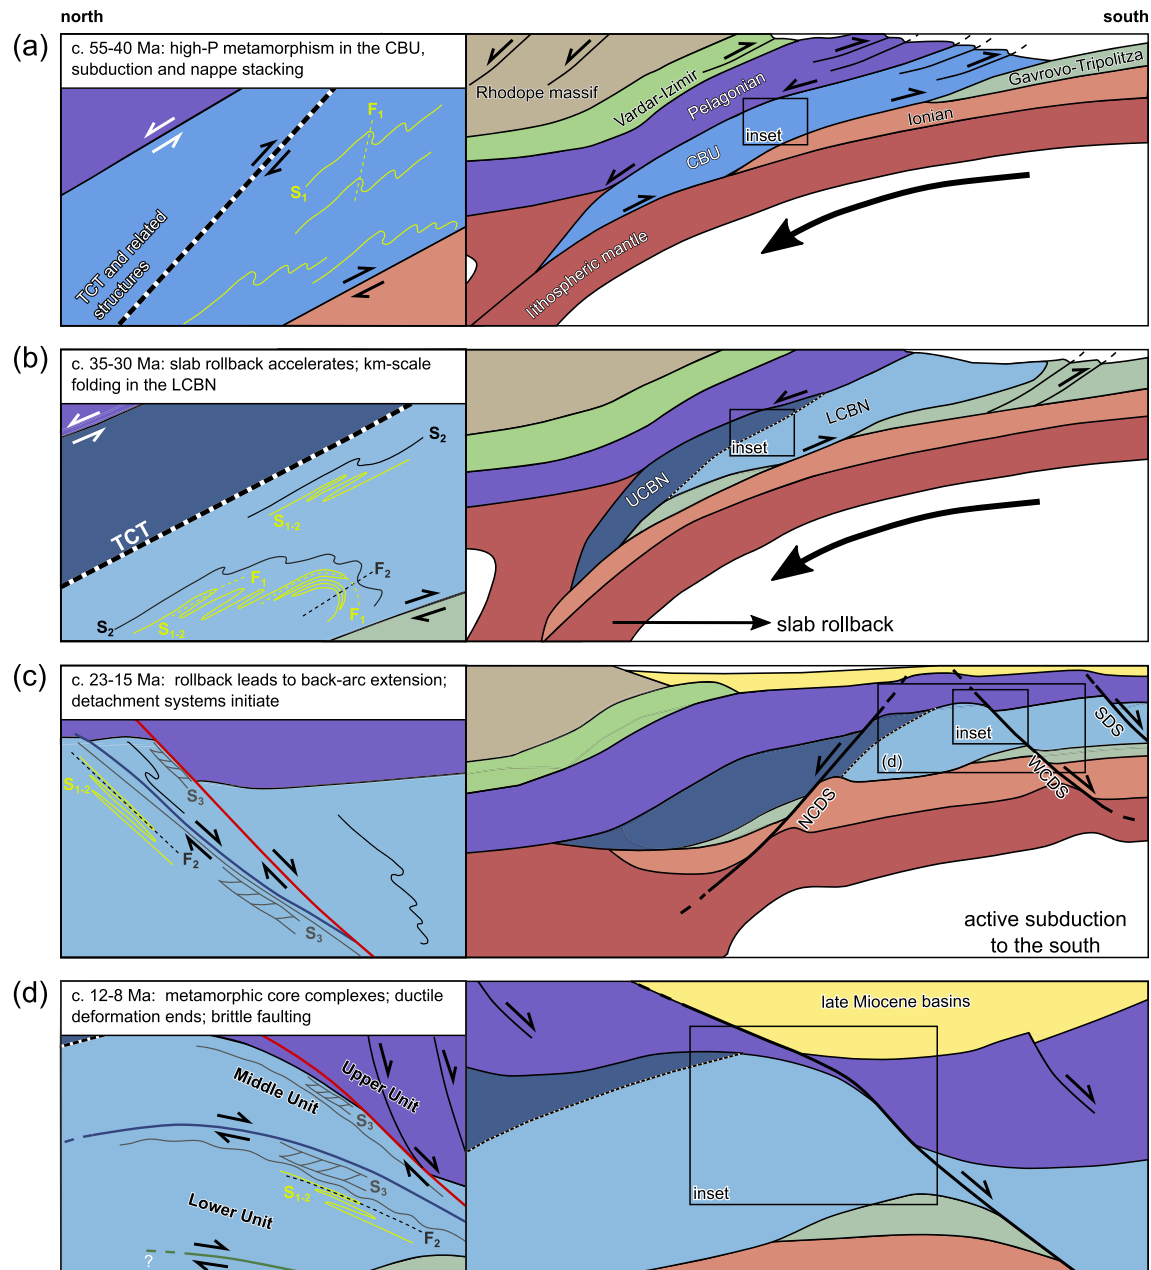 north
south
(a)
c. 55-40 Ma: high-P metamorphism in the CBU,
subduction and nappe stacking
F1
S1
TCT and related
structures
Rhodope massif
Vardar-Izimir
Pelagonian
Gavrovo-Tripolitza
Ionian
inset
CBU
lithospheric mantle
(b)
c. 35-30 Ma: slab rollback accelerates; km-scale
folding in the LCBN
S2
TCT
S1-2
F1
F2
S2
S1-2
F1
LCBN
inset
UCBN
slab rollback
(c)
c. 23-15 Ma: rollback leads to back-arc extension;
detachment systems initiate
S1-2
S3
F2
S3
SDS
inset
(d)
WCDS
NCDS
active subduction
to the south
(d)
c. 12-8 Ma: metamorphic core complexes; ductile
deformation ends; brittle faulting
Upper Unit
Middle Unit
S3
S3
S1-2
Lower Unit
F2
?
late Miocene basins
inset